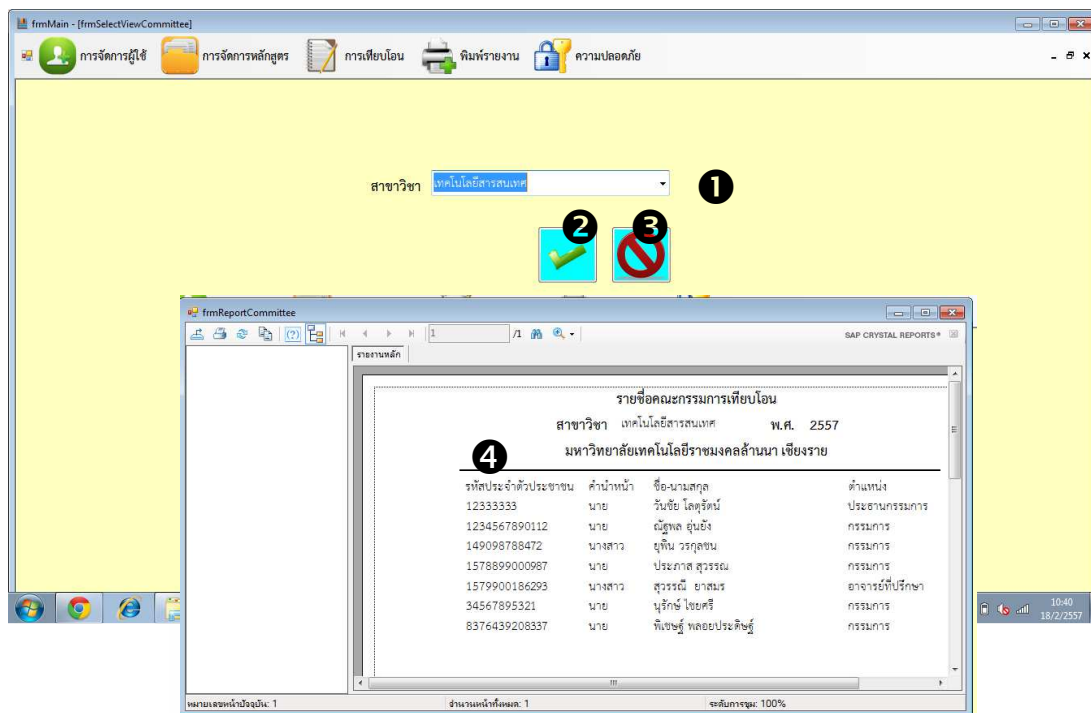 frmMain - [frmSelectViewCommittee]
การจัดการผู้ใช้ การจัดการหลักสูตร การเทียบโอน พิมพ์รายงาน ความปลอดภัย
สาขาวิชา เทคโนโลยีสารสนเทศ 1
2 3
frmReportCommittee
1 /1 SAP CRYSTAL REPORTS®
รายงานหลัก
รายชื่อคณะกรรมการเทียบโอน
สาขาวิชา เทคโนโลยีสารสนเทศ พ.ศ. 2557
มหาวิทยาลัยเทคโนโลยีราชมงคลล้านนา เชียงราย
4
รหัสประจำตัวประชาชน คำนำหน้า ชื่อ-นามสกุล ตำแหน่ง
12333333 นาย วันชัย โลตุรัตน์ ประธานกรรมการ
1234567890112 นาย ณัฐพล อุ่นยัง กรรมการ
149098788472 นางสาว ยุพิน วรกุลชน กรรมการ
1578899000987 นาย ประภาส สุวรรณ กรรมการ
1579900186293 นางสาว สุวรรณี ยาสมร อาจารย์ที่ปรึกษา
34567895321 นาย นุรักษ์ ไชยศรี กรรมการ
8376439208337 นาย พิเชษฐ์ พลอยประดิษฐ์ กรรมการ
10:40
18/2/2557
หมายเลขหน้าปัจจุบัน: 1 จำนวนหน้าทั้งหมด: 1 ระดับการซูม: 100%